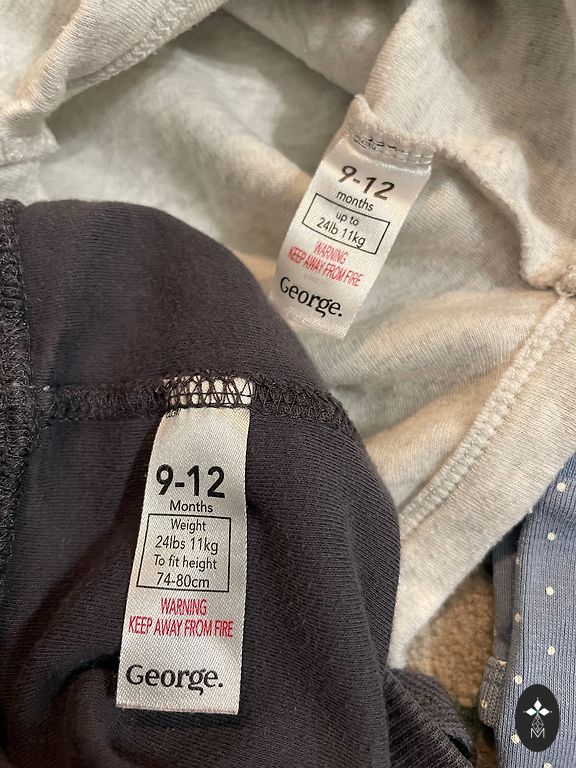 9-12
months
up to
24lb 11kg
WARNING
KEEP AWAY FROM FIRE
George.
9-12
Months
Weight
24lbs 11kg
To fit height
74-80cm
WARNING
KEEP AWAY FROM FIRE
George.
M